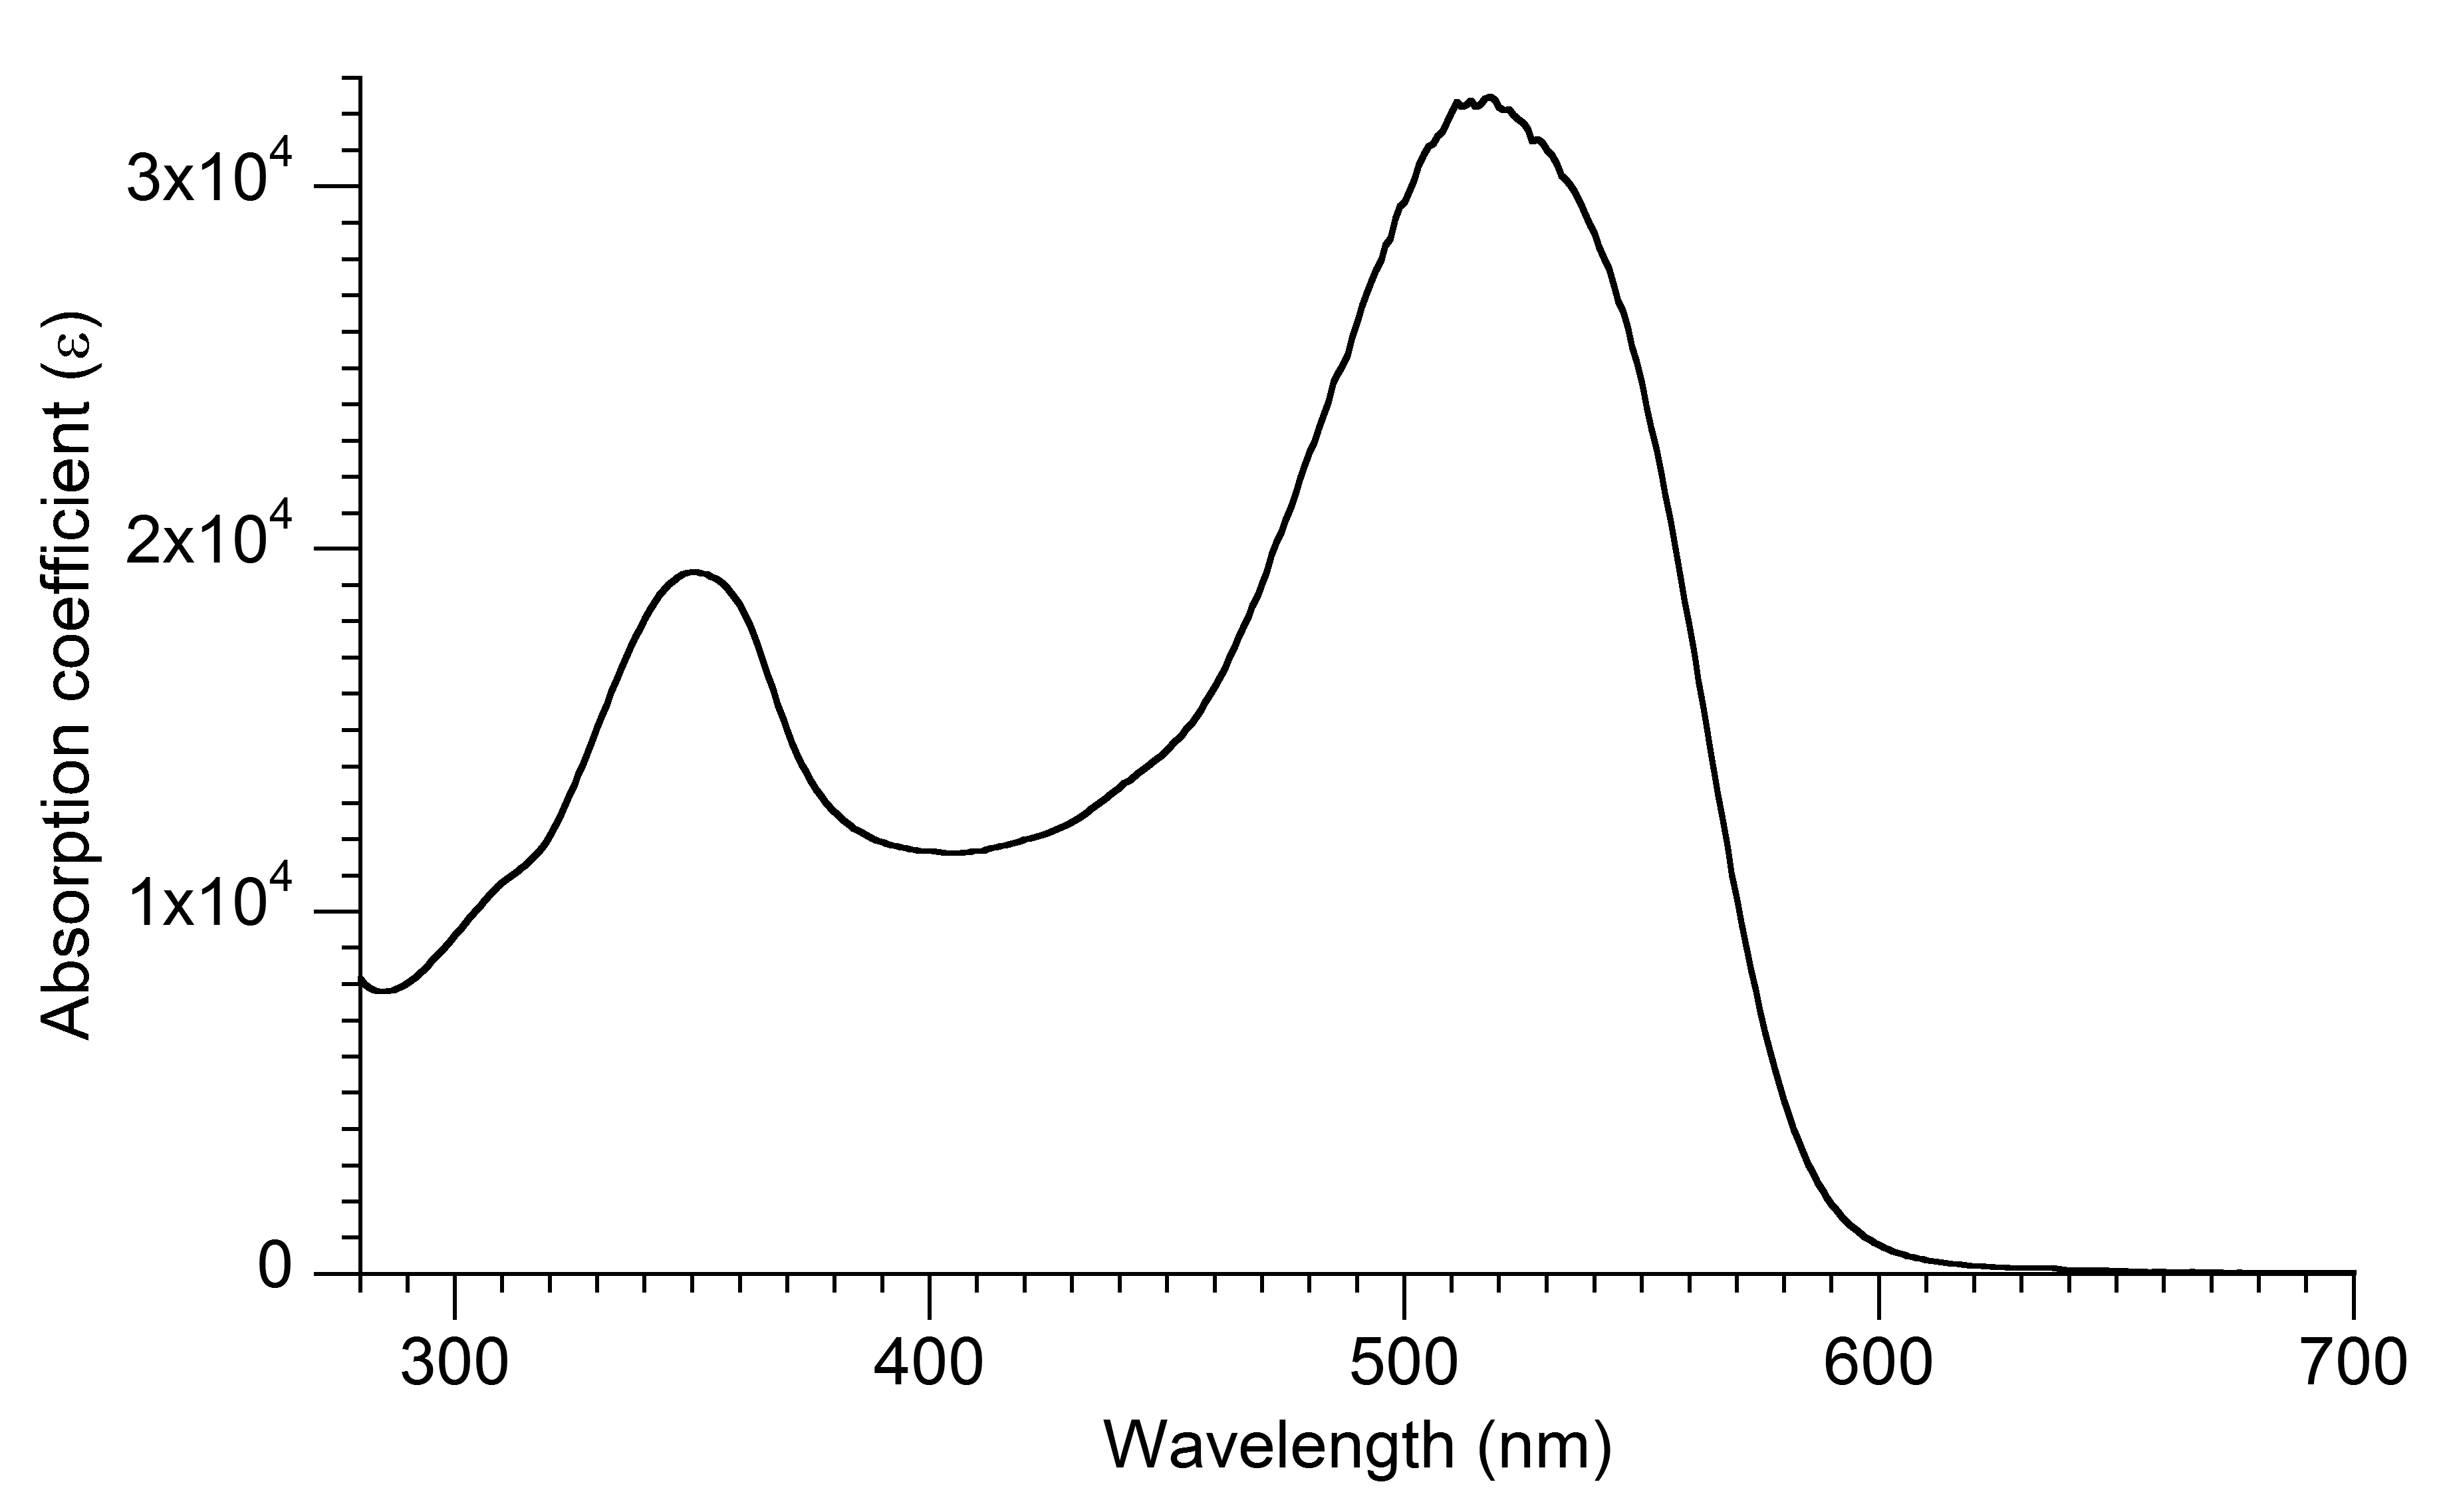 Absorption coefficient (ε)
3x10⁴
2x10⁴
1x10⁴
0
300 400 500 600 700
Wavelength (nm)